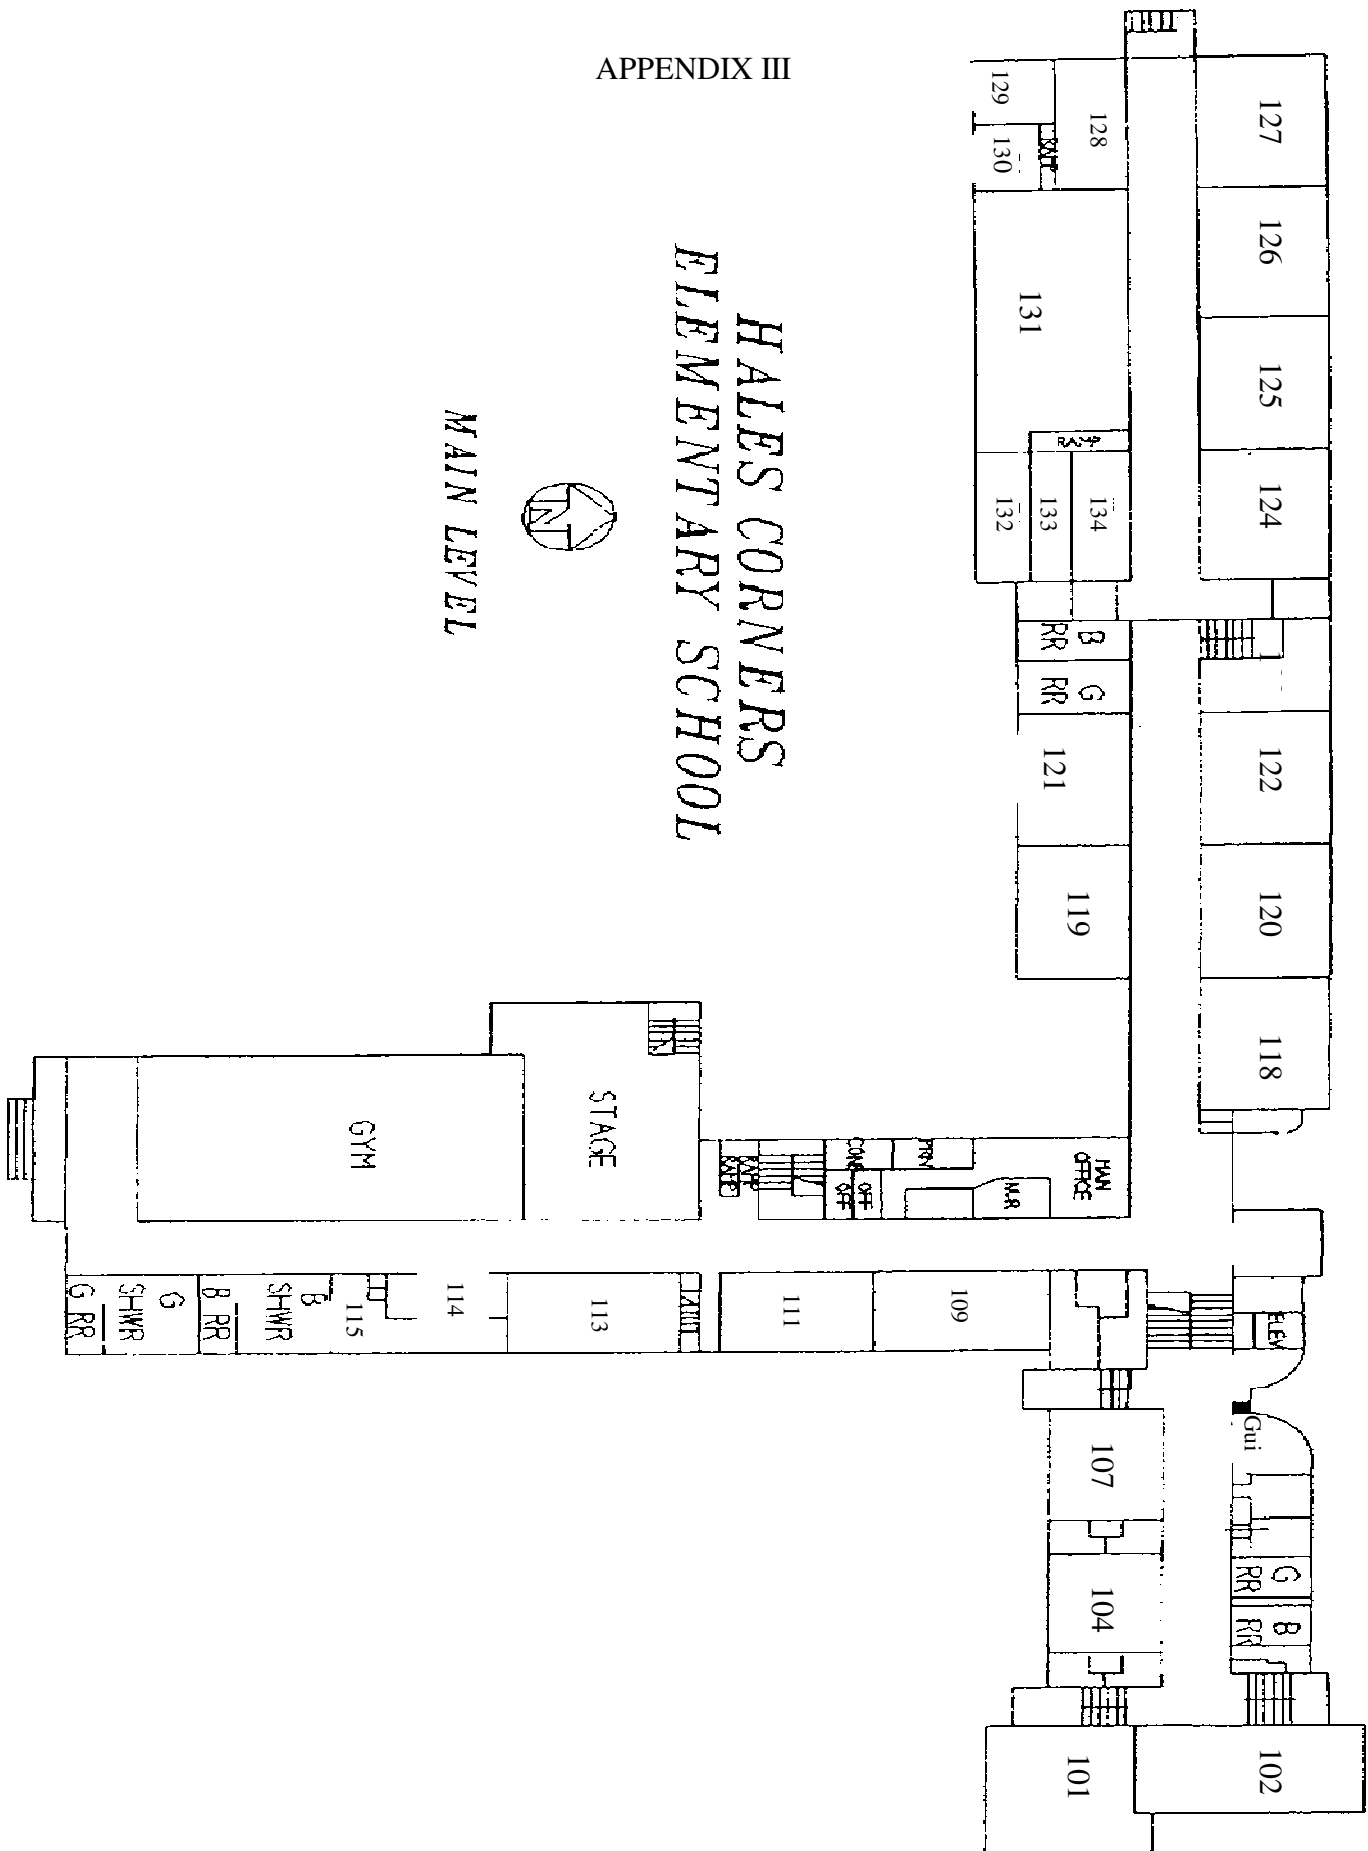 APPENDIX III
HALES CORNERS
ELEMENTARY SCHOOL
N
MAIN LEVEL
127
126
125
124
122
120
118
129
128
130
131
RAMP
132
133
134
B
RR
G
RR
121
119
MAIN
OFFICE
NUR
PRN
CONF
OFF
OFF
STAGE
GYM
ELEV
109
111
113
114
115
B
SHWR
B RR
G
SHWR
G RR
Gui
107
104
G
RR
B
RR
101
102